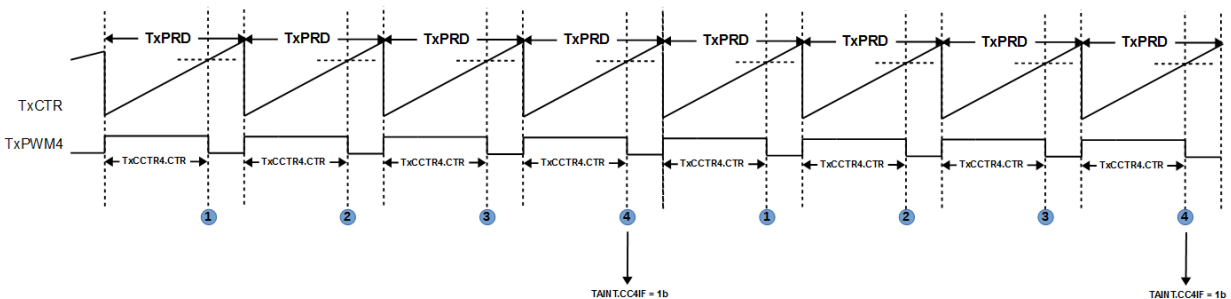 TxPRD TxPRD TxPRD TxPRD TxPRD TxPRD TxPRD TxPRD
TxCTR
TxPWM4
TxCCTR4.CTR TxCCTR4.CTR TxCCTR4.CTR TxCCTR4.CTR TxCCTR4.CTR TxCCTR4.CTR TxCCTR4.CTR TxCCTR4.CTR
1 2 3 4 1 2 3 4
TAINT.CC4IF = 1b TAINT.CC4IF = 1b